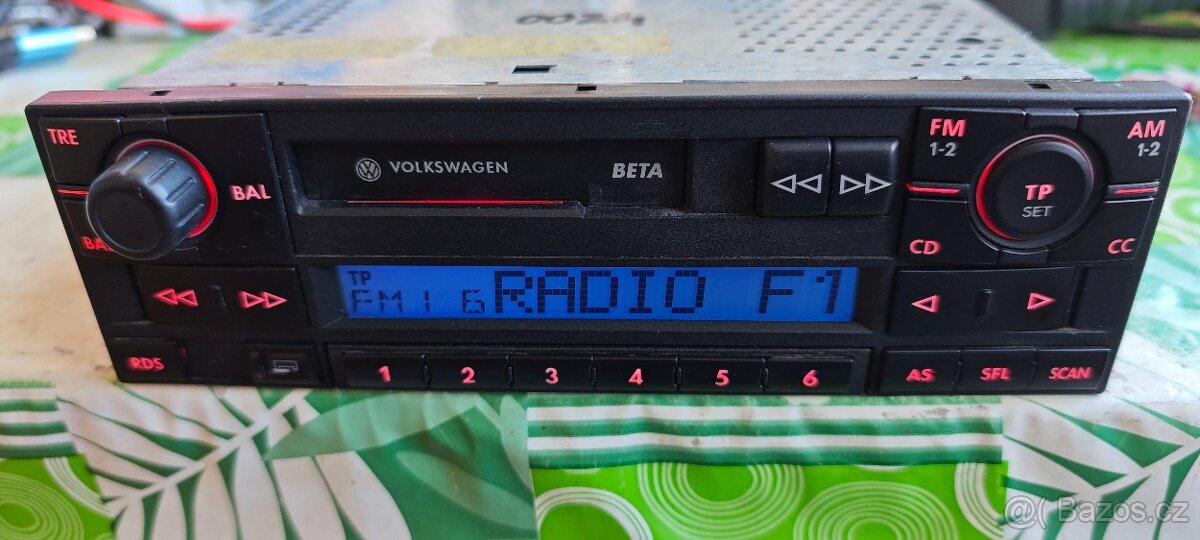 0024
TRE
BAL
VOLKSWAGEN
BETA
FM
1-2
AM
1-2
TP
SET
CD
CC
TP
FM1 6 RADIO F1
RDS
1 2 3 4 5 6
AS SFL SCAN
Bazos.cz